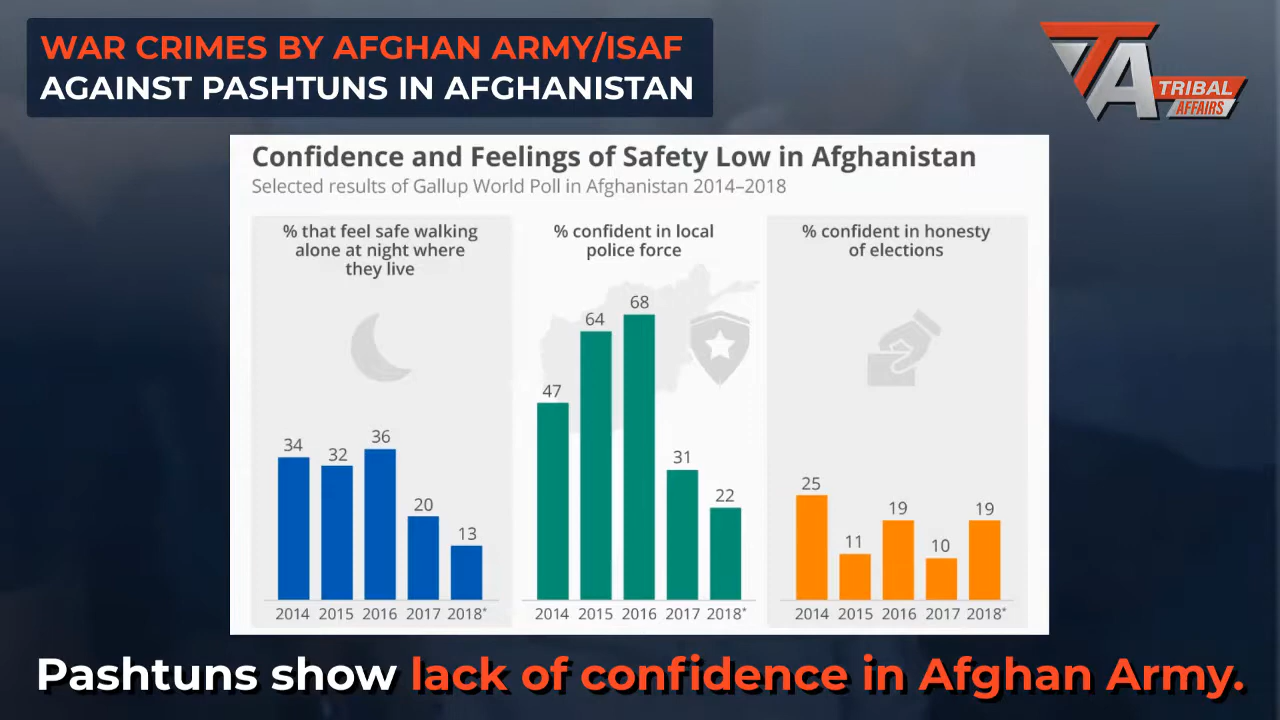 WAR CRIMES BY AFGHAN ARMY/ISAF
AGAINST PASHTUNS IN AFGHANISTAN
TA
TRIBAL
AFFAIRS
Confidence and Feelings of Safety Low in Afghanistan
Selected results of Gallup World Poll in Afghanistan 2014–2018
% that feel safe walking
alone at night where
they live
34
32
36
20
13
2014 2015 2016 2017 2018*
% confident in local
police force
47
64
68
31
22
2014 2015 2016 2017 2018*
% confident in honesty
of elections
25
11
19
10
19
2014 2015 2016 2017 2018*
Pashtuns show lack of confidence in Afghan Army.